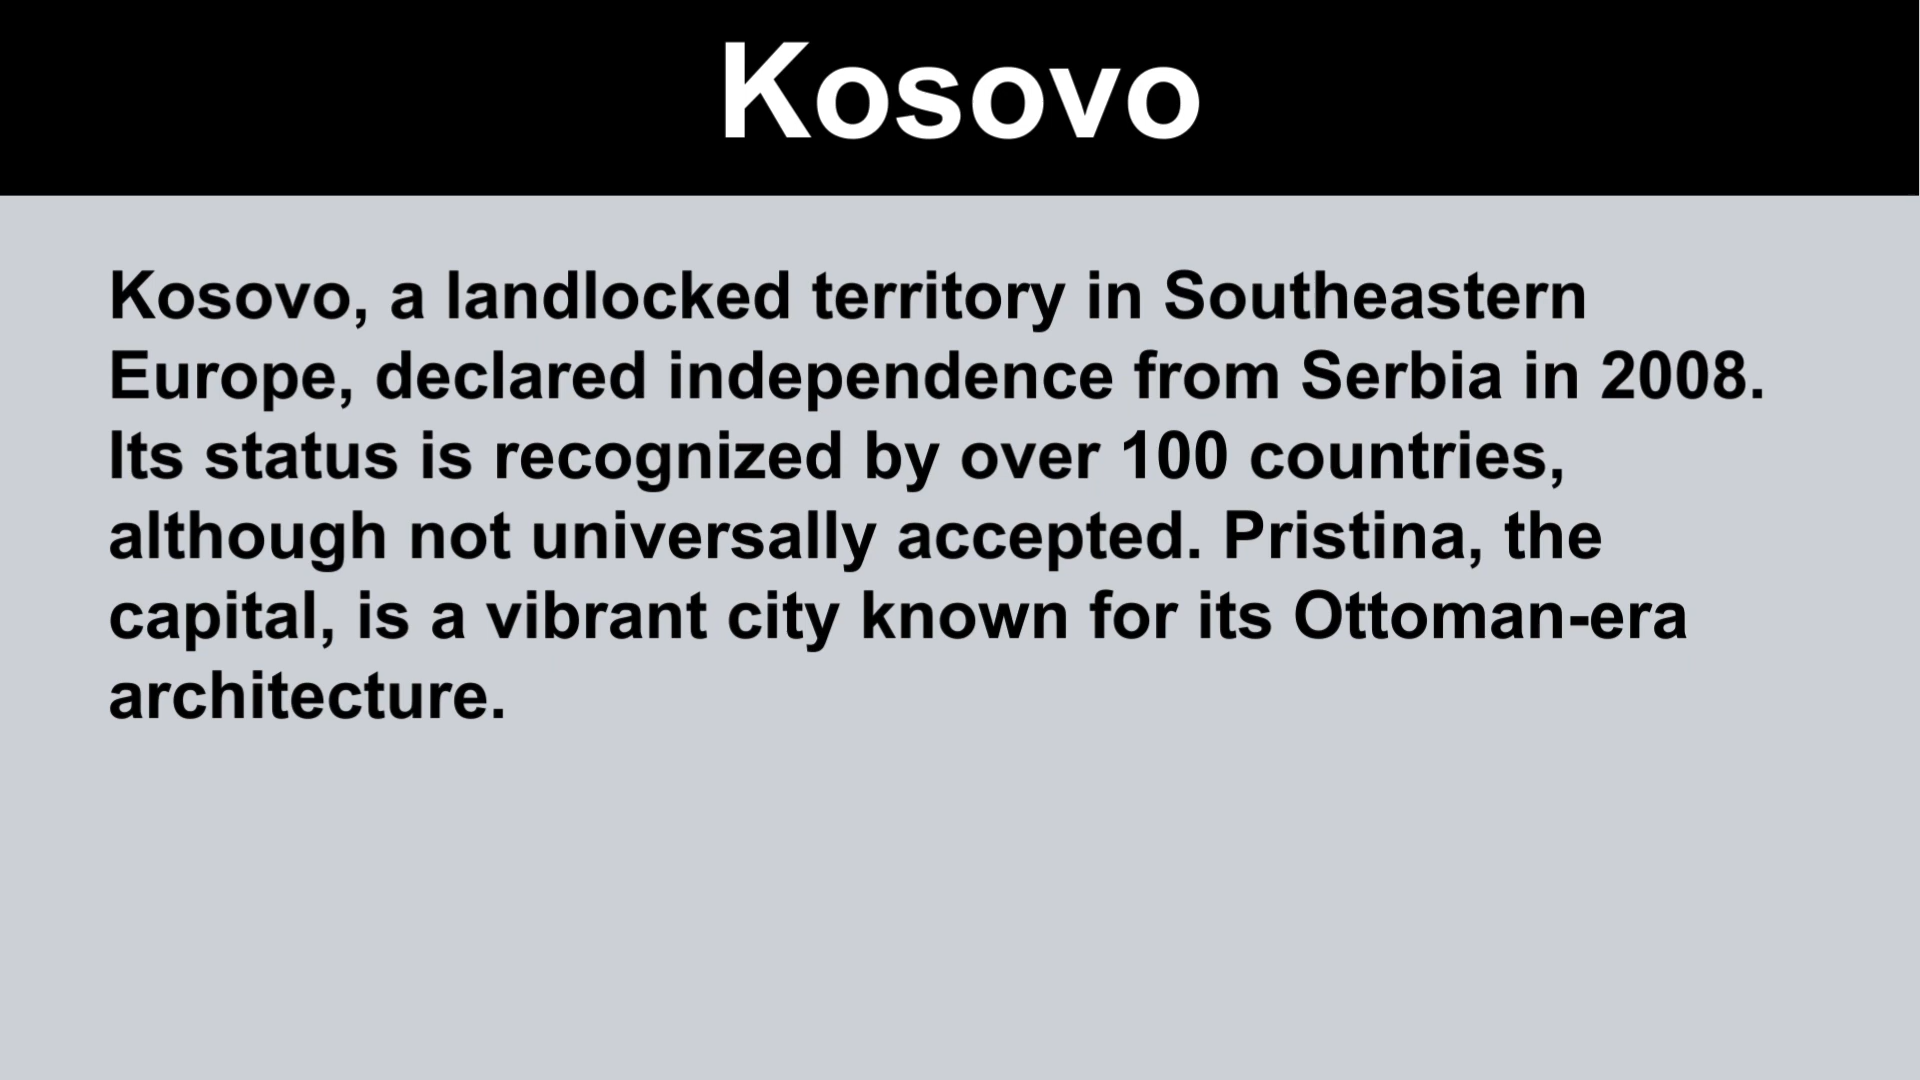 Kosovo
Kosovo, a landlocked territory in Southeastern
Europe, declared independence from Serbia in 2008.
Its status is recognized by over 100 countries,
although not universally accepted. Pristina, the
capital, is a vibrant city known for its Ottoman-era
architecture.